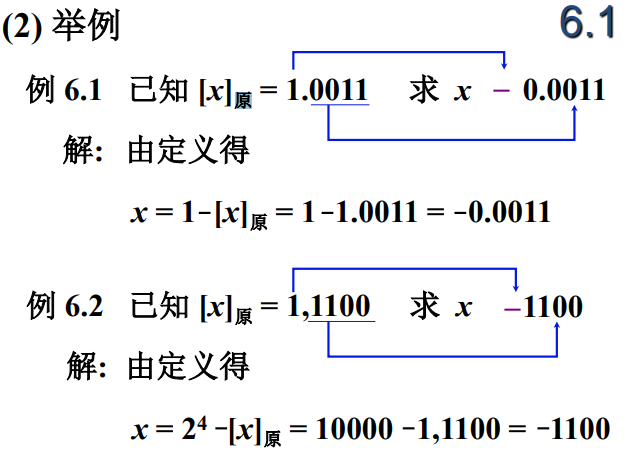 (2) 举例 6.1
例 6.1 已知 [x]原 = 1.0011 求 x − 0.0011
解: 由定义得
x = 1−[x]原 = 1 −1.0011 = −0.0011
例 6.2 已知 [x]原 = 1,1100 求 x −1100
解: 由定义得
x = 2⁴ −[x]原 = 10000 −1,1100 = −1100